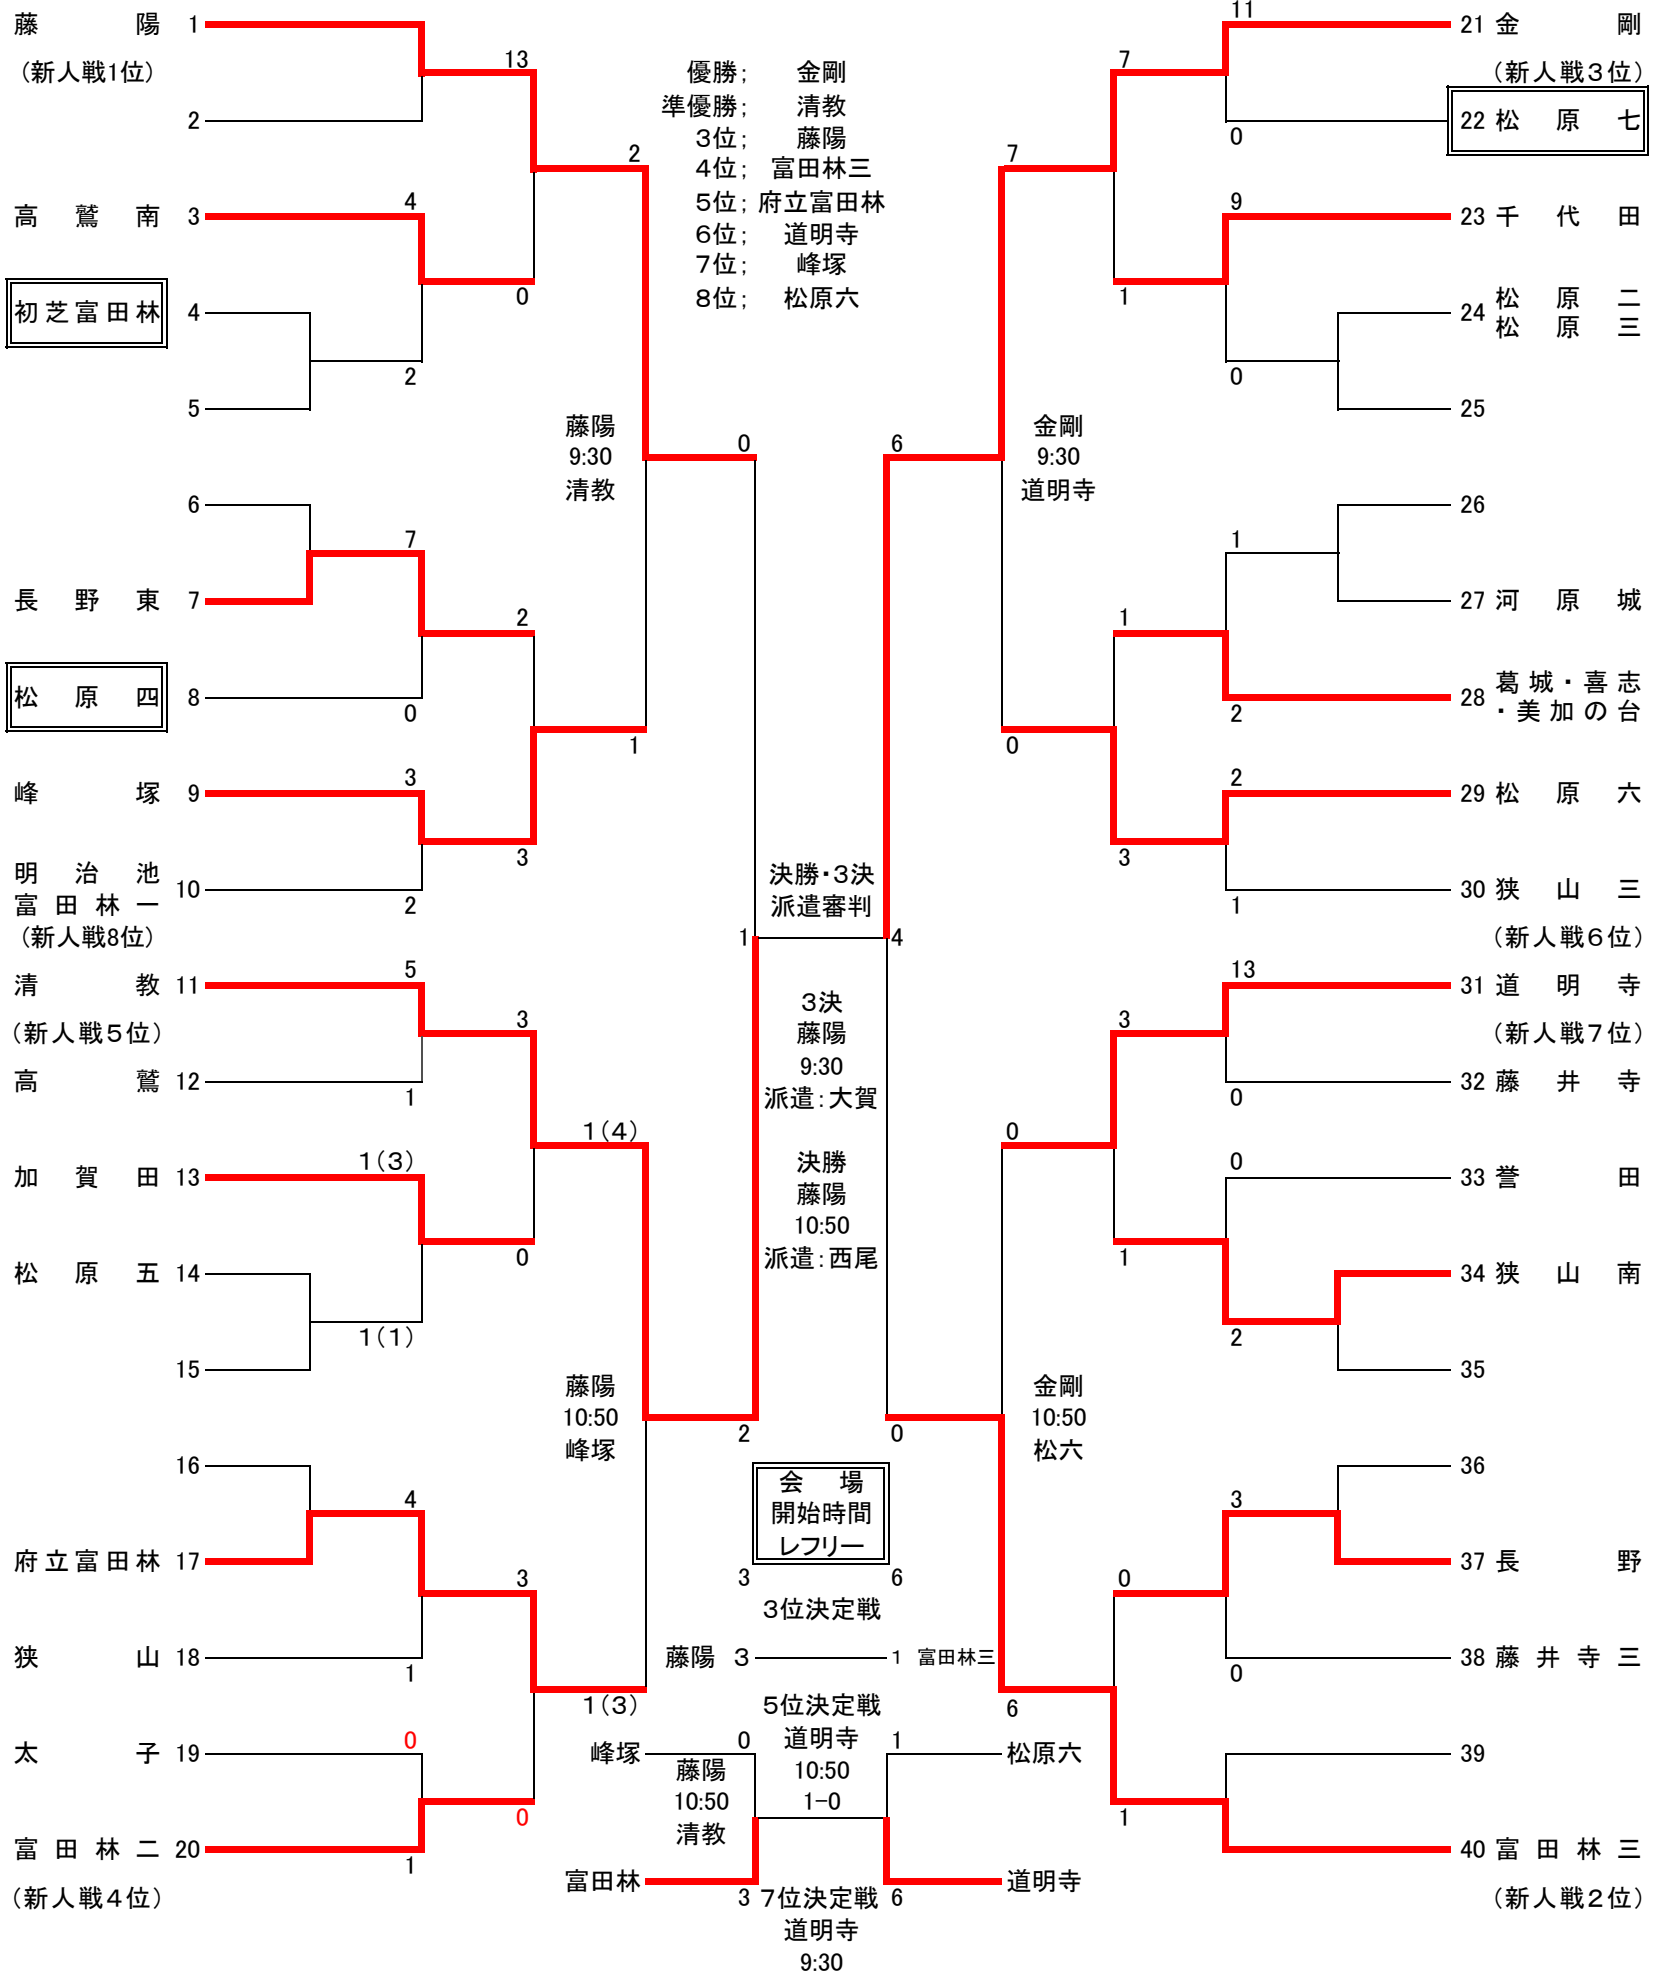 藤陽 1
(新人戦1位)
2
高鷲南 3
初芝富田林 4
5
6
長野東 7
松原四 8
峰塚 9
明治池
富田林一 10
(新人戦8位)
清教 11
(新人戦5位)
高鷲 12
加賀田 13
松原五 14
15
16
府立富田林 17
狭山 18
太子 19
富田林二 20
(新人戦4位)
4
2
7
0
3
2
5
1
1(3)
1(1)
4
1
0
1
13
0
2
3
3
0
3
0
2
1
1(4)
1(3)
藤陽
9:30
清教
藤陽
10:50
峰塚
0
2
1
優勝; 金剛
準優勝; 清教
3位; 藤陽
4位; 富田林三
5位; 府立富田林
6位; 道明寺
7位; 峰塚
8位; 松原六
決勝・3決
派遣審判
3決
藤陽
9:30
派遣:大賀
決勝
藤陽
10:50
派遣:西尾
会場
開始時間
レフリー
3 6
3位決定戦
藤陽 3 1 富田林三
5位決定戦
道明寺
10:50
1-0
峰塚 0 1 松原六
藤陽
10:50
清教
富田林 3 6 道明寺
7位決定戦
道明寺
9:30
6
0
4
金剛
9:30
道明寺
金剛
10:50
松六
7
0
0
6
7
1
1
3
3
1
0
1
11
0
9
0
1
2
2
1
13
0
0
2
3
0
21 金剛
(新人戦3位)
22 松原七
23 千代田
24 松原二
松原三
25
26
27 河原城
28 葛城・喜志
・美加の台
29 松原六
30 狭山三
(新人戦6位)
31 道明寺
(新人戦7位)
32 藤井寺
33 誉田
34 狭山南
35
36
37 長野
38 藤井寺三
39
40 富田林三
(新人戦2位)